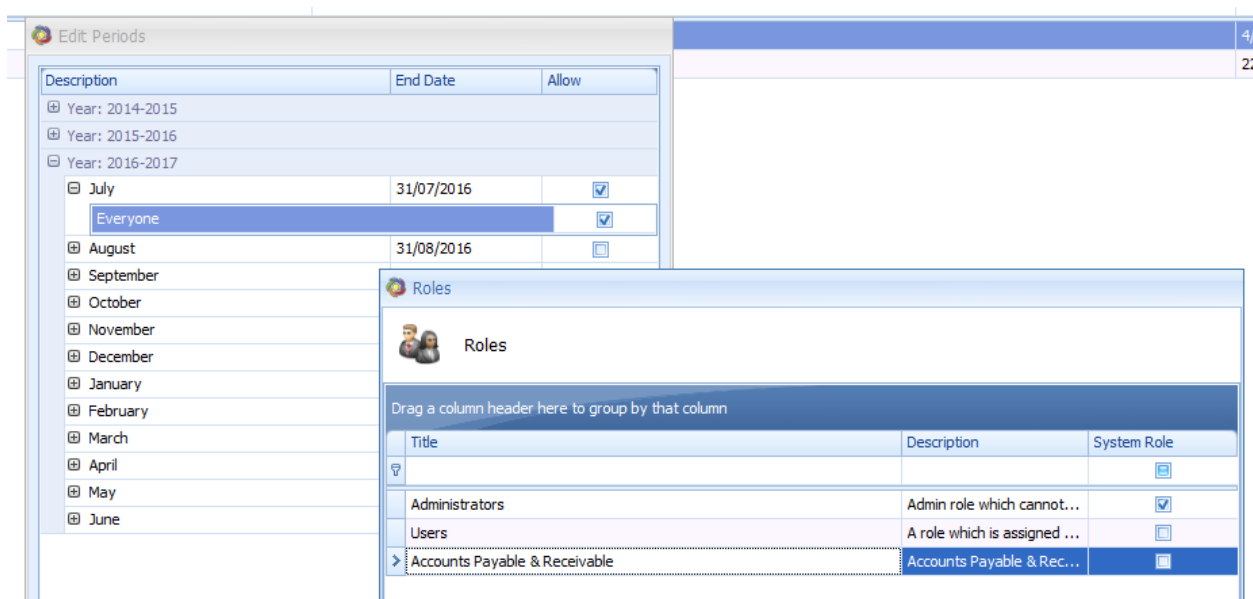 Edit Periods
4/
22
Description End Date Allow
Year: 2014-2015
Year: 2015-2016
Year: 2016-2017
July 31/07/2016
Everyone
August 31/08/2016
September
October
November
December
January
February
March
April
May
June
Roles
Roles
Drag a column header here to group by that column
Title Description System Role
Administrators Admin role which cannot...
Users A role which is assigned ...
Accounts Payable & Receivable Accounts Payable & Rec...